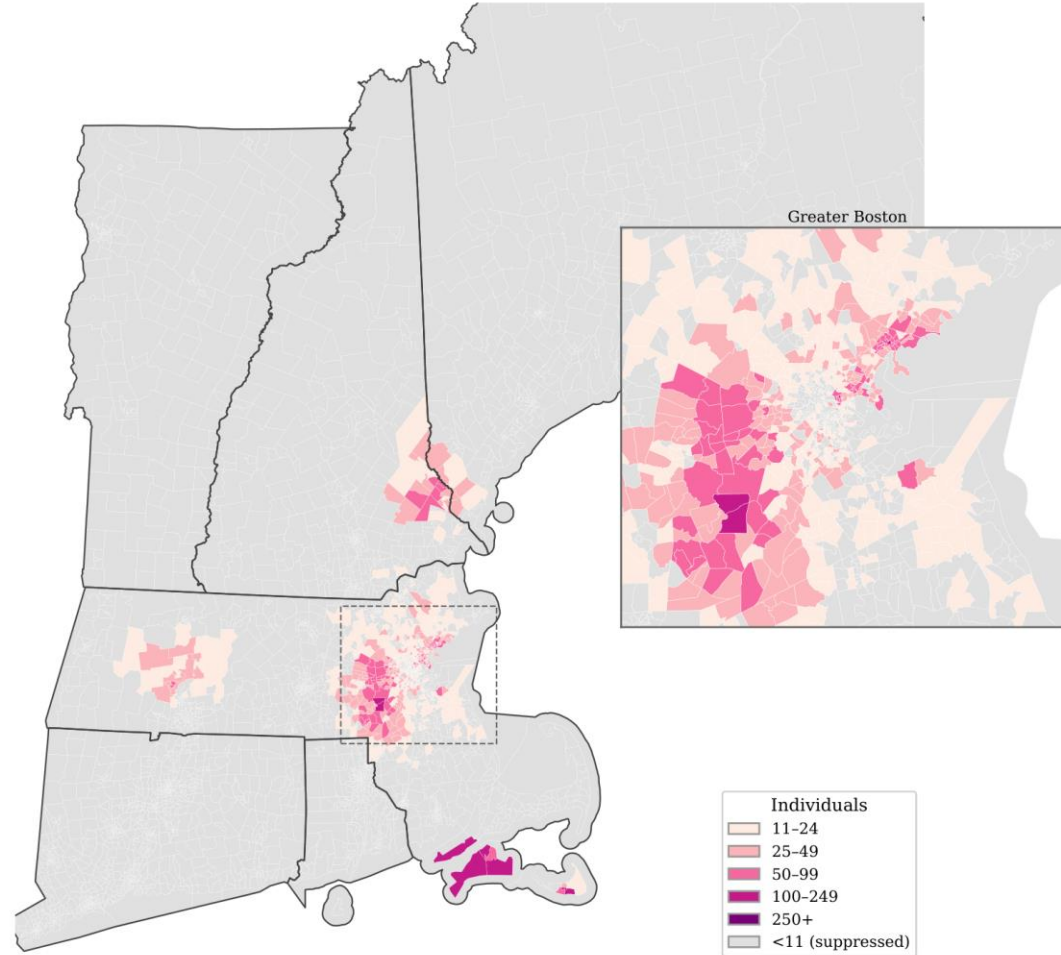 Greater Boston
Individuals
11–24
25–49
50–99
100–249
250+
<11 (suppressed)